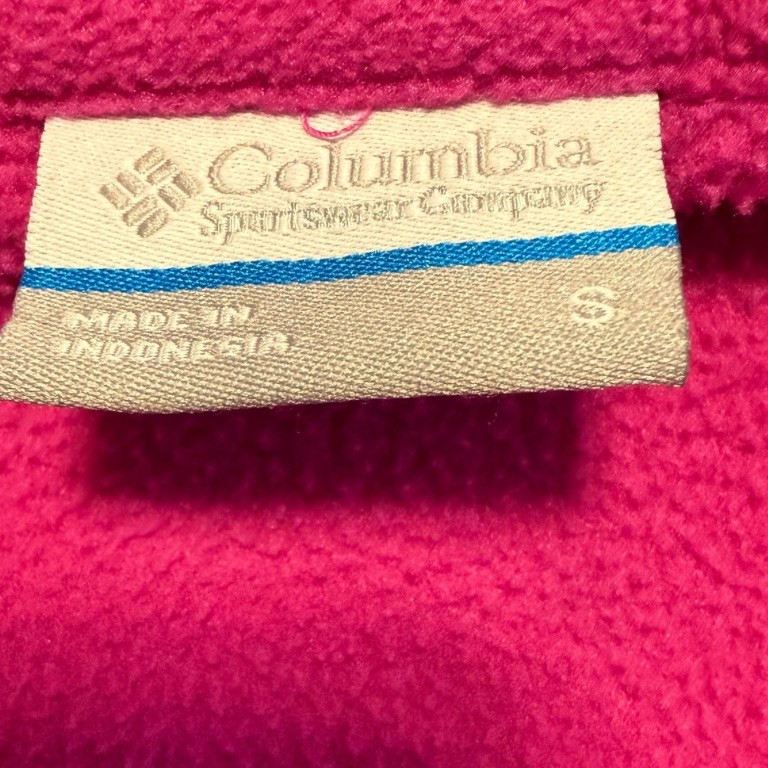 Columbia
Sportswear Company
MADE IN
INDONESIA
S